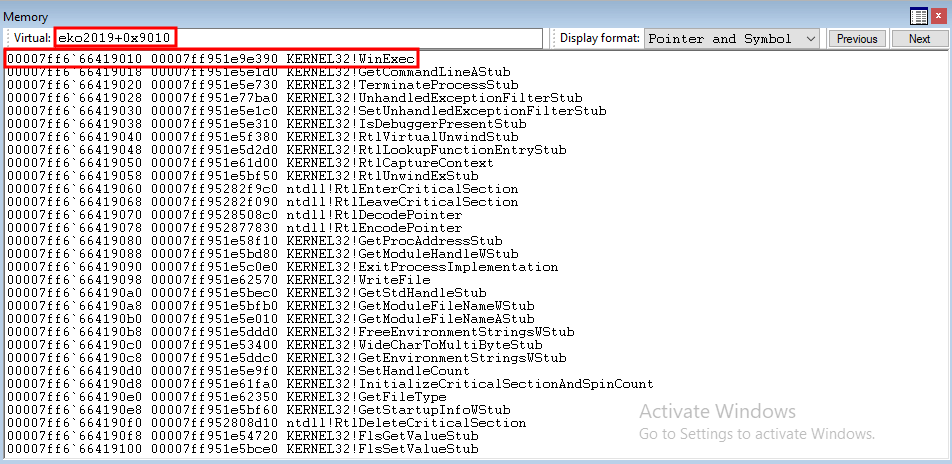 Memory
Virtual: eko2019+0x9010 Display format: Pointer and Symbol Previous Next
00007ff6`66419010 00007ff951e9e390 KERNEL32!WinExec
00007ff6`66419018 00007ff951e5e1d0 KERNEL32!GetCommandLineAStub
00007ff6`66419020 00007ff951e5e730 KERNEL32!TerminateProcessStub
00007ff6`66419028 00007ff951e77ba0 KERNEL32!UnhandledExceptionFilterStub
00007ff6`66419030 00007ff951e5e1c0 KERNEL32!SetUnhandledExceptionFilterStub
00007ff6`66419038 00007ff951e5e310 KERNEL32!IsDebuggerPresentStub
00007ff6`66419040 00007ff951e5f380 KERNEL32!RtlVirtualUnwindStub
00007ff6`66419048 00007ff951e5d2d0 KERNEL32!RtlLookupFunctionEntryStub
00007ff6`66419050 00007ff951e61d00 KERNEL32!RtlCaptureContext
00007ff6`66419058 00007ff951e5bf50 KERNEL32!RtlUnwindExStub
00007ff6`66419060 00007ff95282f9c0 ntdll!RtlEnterCriticalSection
00007ff6`66419068 00007ff95282f090 ntdll!RtlLeaveCriticalSection
00007ff6`66419070 00007ff9528508c0 ntdll!RtlDecodePointer
00007ff6`66419078 00007ff952877830 ntdll!RtlEncodePointer
00007ff6`66419080 00007ff951e58f10 KERNEL32!GetProcAddressStub
00007ff6`66419088 00007ff951e5bd80 KERNEL32!GetModuleHandleWStub
00007ff6`66419090 00007ff951e5c0e0 KERNEL32!ExitProcessImplementation
00007ff6`66419098 00007ff951e62570 KERNEL32!WriteFile
00007ff6`664190a0 00007ff951e5bec0 KERNEL32!GetStdHandleStub
00007ff6`664190a8 00007ff951e5bfb0 KERNEL32!GetModuleFileNameWStub
00007ff6`664190b0 00007ff951e5e010 KERNEL32!GetModuleFileNameAStub
00007ff6`664190b8 00007ff951e5ddd0 KERNEL32!FreeEnvironmentStringsWStub
00007ff6`664190c0 00007ff951e53400 KERNEL32!WideCharToMultiByteStub
00007ff6`664190c8 00007ff951e5ddc0 KERNEL32!GetEnvironmentStringsWStub
00007ff6`664190d0 00007ff951e5e9f0 KERNEL32!SetHandleCount
00007ff6`664190d8 00007ff951e61fa0 KERNEL32!InitializeCriticalSectionAndSpinCount
00007ff6`664190e0 00007ff951e62350 KERNEL32!GetFileType
00007ff6`664190e8 00007ff951e5bf60 KERNEL32!GetStartupInfoWStub
00007ff6`664190f0 00007ff952808d10 ntdll!RtlDeleteCriticalSection
00007ff6`664190f8 00007ff951e54720 KERNEL32!FlsGetValueStub
00007ff6`66419100 00007ff951e5bce0 KERNEL32!FlsSetValueStub
Activate Windows
Go to Settings to activate Windows.